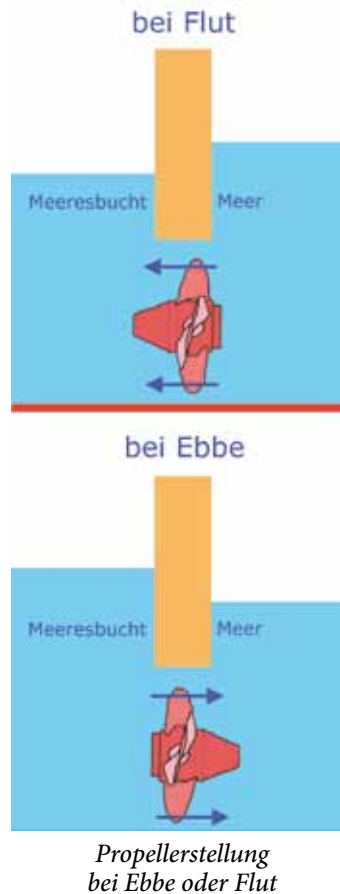 bei Flut
Meeresbucht Meer
bei Ebbe
Meeresbucht Meer
Propellerstellung
bei Ebbe oder Flut